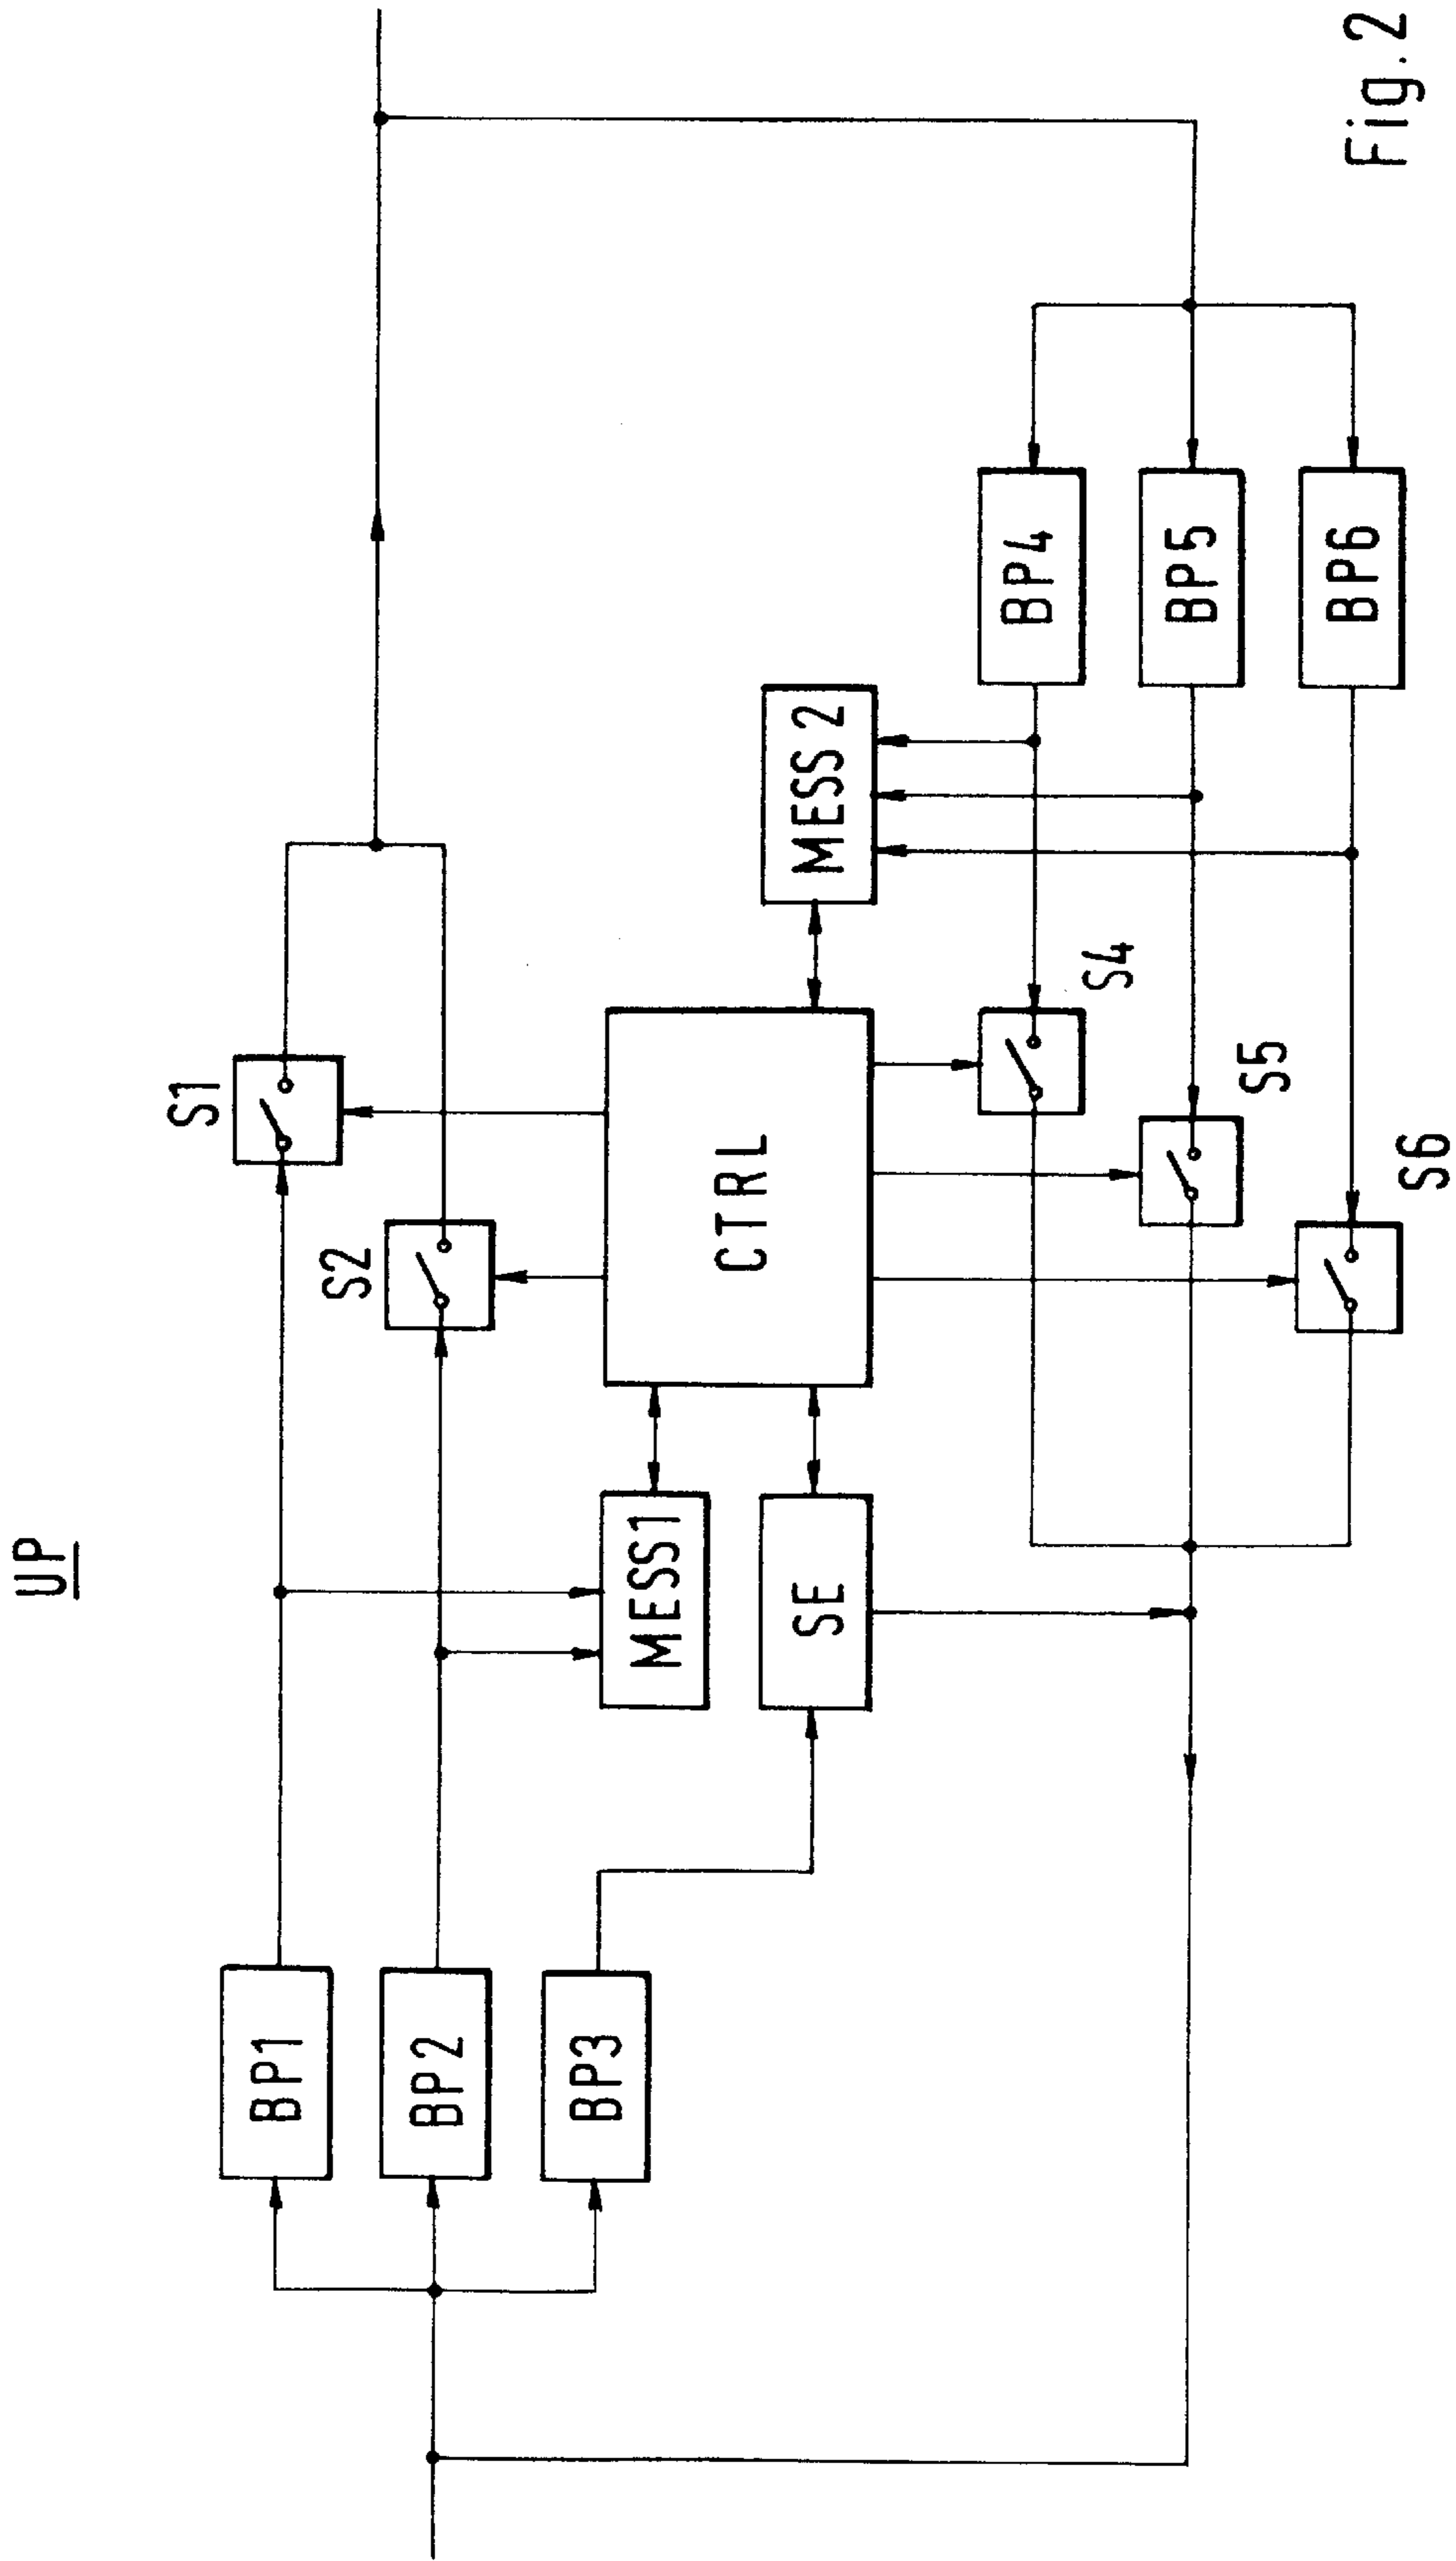 UP
S1
S2
BP1
BP2
BP3
MESS1
SE
CTRL
MESS 2
S4
S5
S6
BP4
BP5
BP6
Fig. 2